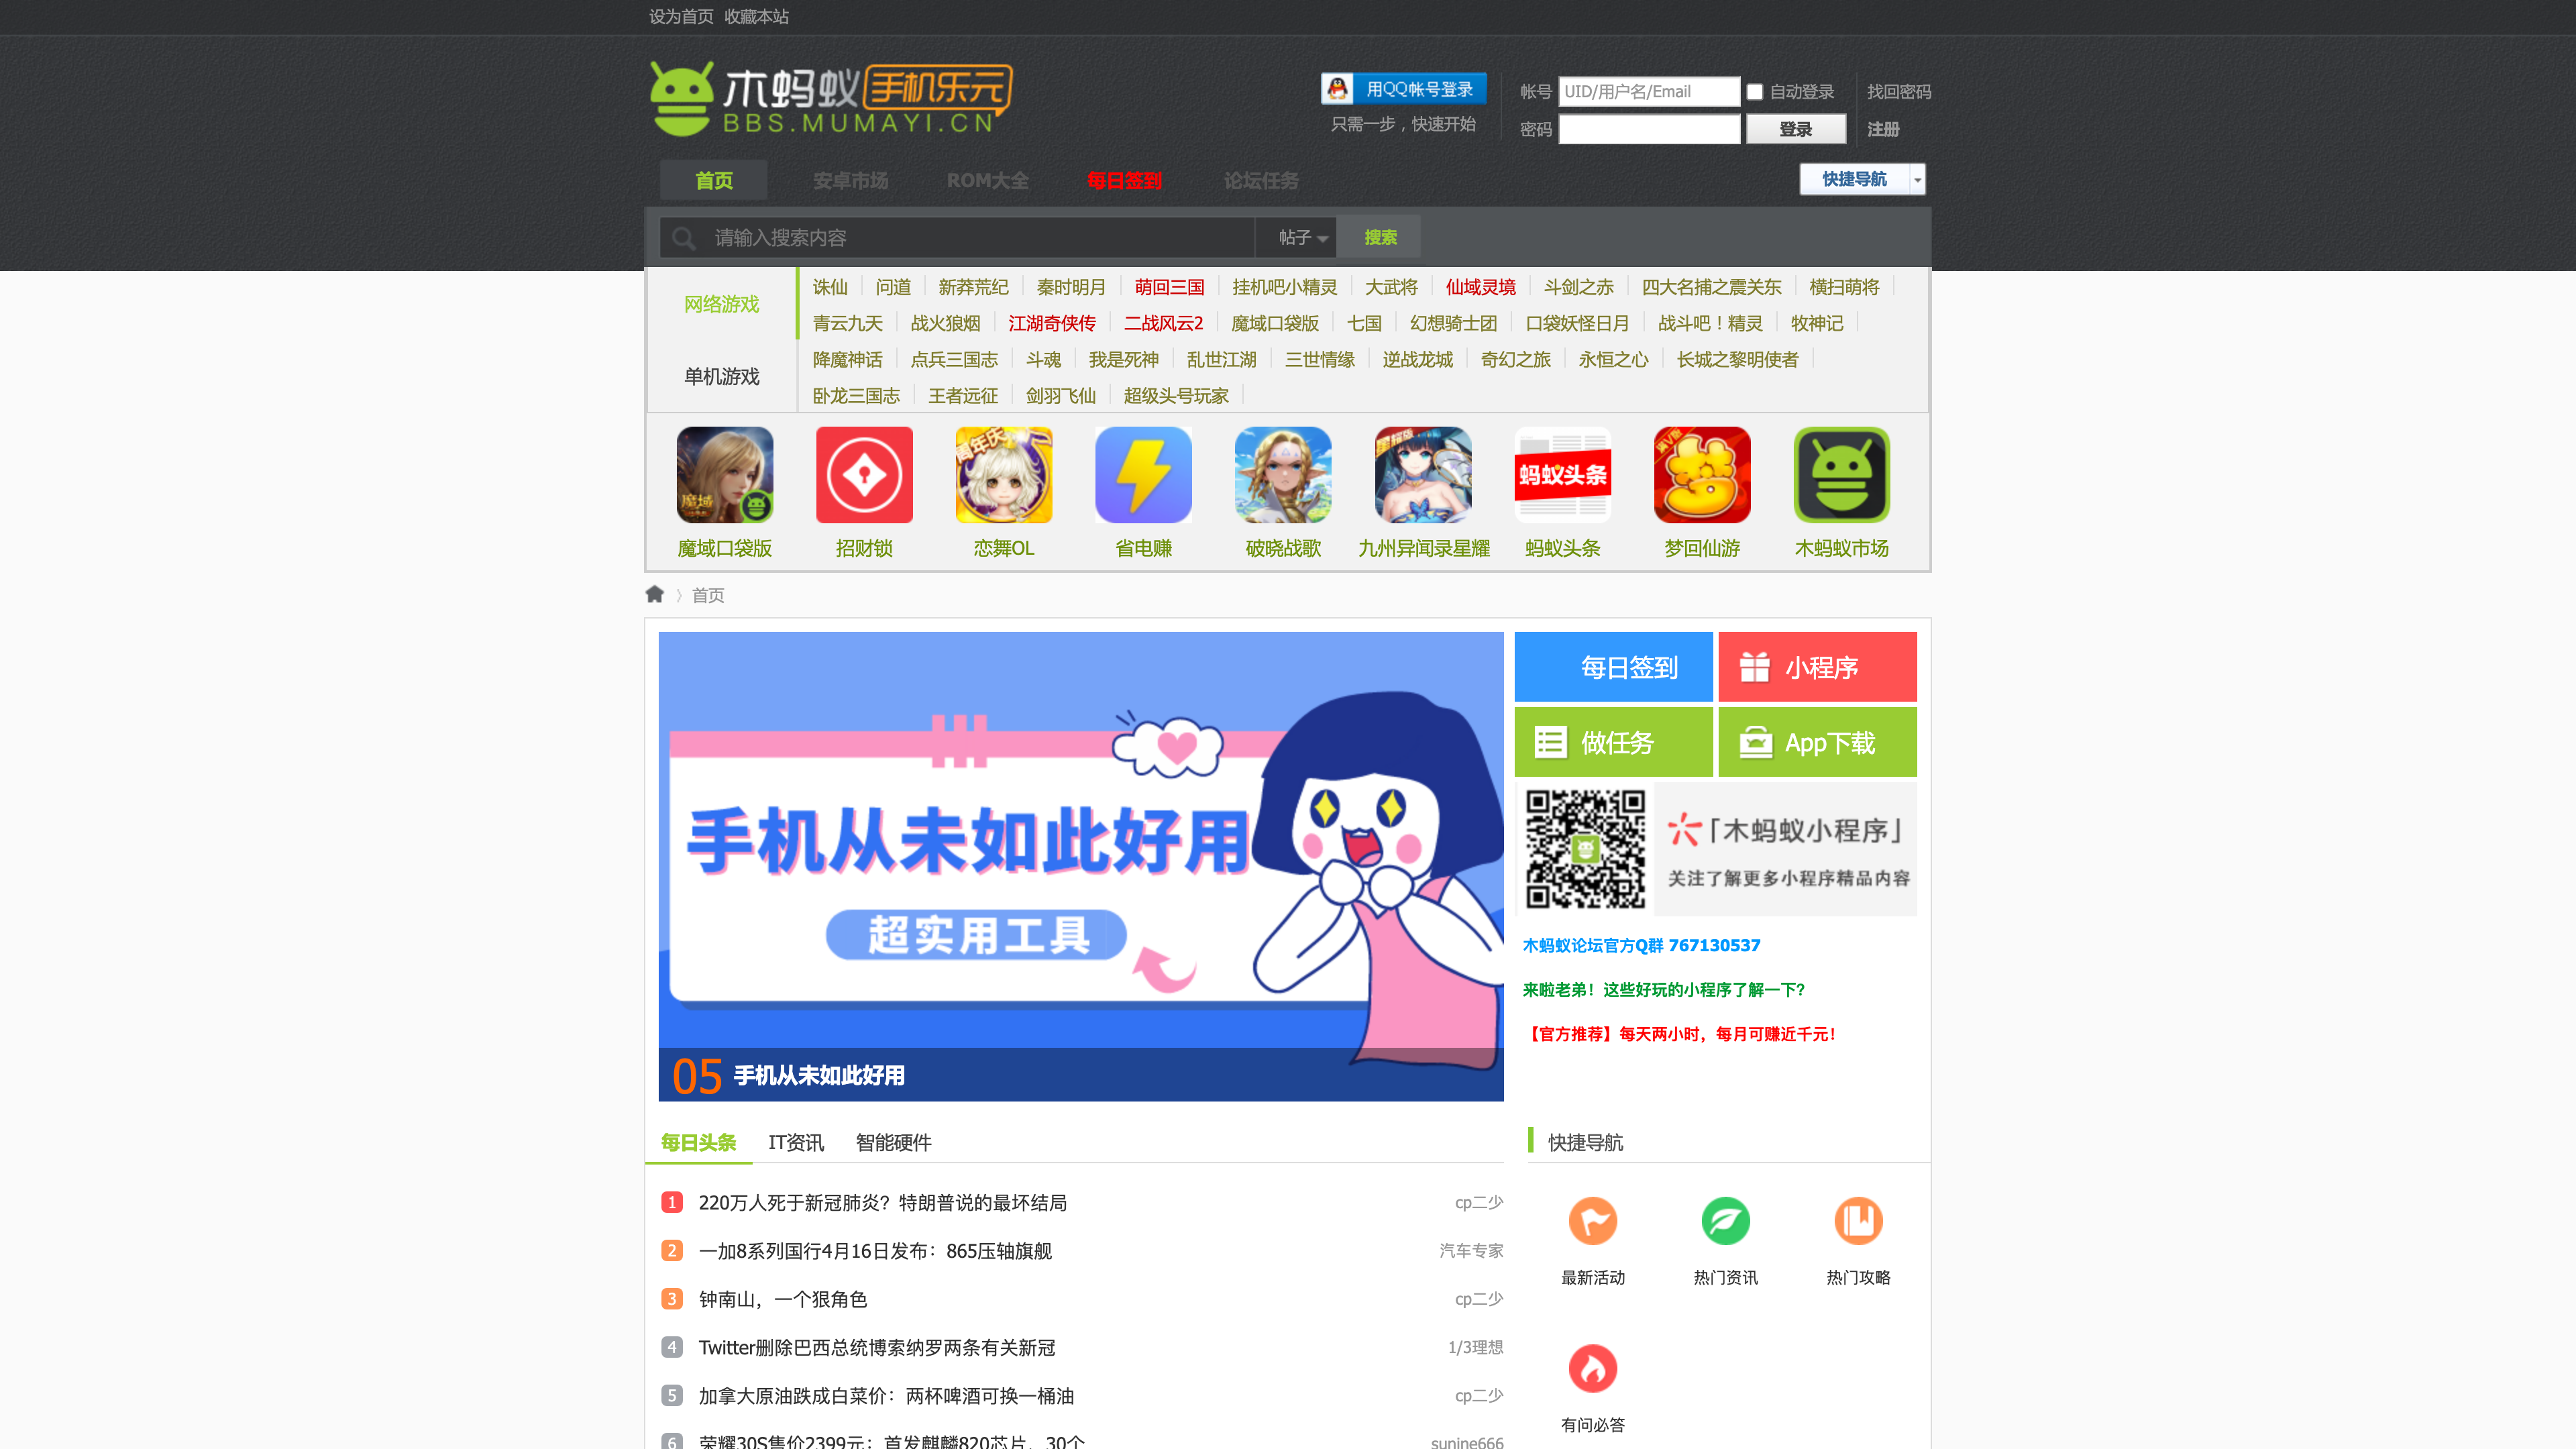 设为首页 收藏本站
木蚂蚁 手机乐元
BBS.MUMAYI.CN
用QQ帐号登录
只需一步，快速开始
帐号 UID/用户名/Email 自动登录 找回密码
密码 登录 注册
首页 安卓市场 ROM大全 每日签到 论坛任务 快捷导航
请输入搜索内容 帖子 搜索
网络游戏
单机游戏
诛仙 问道 新莽荒纪 秦时明月 萌回三国 挂机吧小精灵 大武将 仙域灵境 斗剑之赤 四大名捕之震关东 横扫萌将
青云九天 战火狼烟 江湖奇侠传 二战风云2 魔域口袋版 七国 幻想骑士团 口袋妖怪日月 战斗吧！精灵 牧神记
降魔神话 点兵三国志 斗魂 我是死神 乱世江湖 三世情缘 逆战龙城 奇幻之旅 永恒之心 长城之黎明使者
卧龙三国志 王者远征 剑羽飞仙 超级头号玩家
魔域
周年庆
蚂蚁头条
魔域口袋版 招财锁 恋舞OL 省电赚 破晓战歌 九州异闻录星耀 蚂蚁头条 梦回仙游 木蚂蚁市场
首页
手机从未如此好用
超实用工具
05 手机从未如此好用
每日签到 小程序
做任务 App下载
「木蚂蚁小程序」
关注了解更多小程序精品内容
木蚂蚁论坛官方Q群 767130537
来啦老弟！这些好玩的小程序了解一下？
【官方推荐】每天两小时，每月可赚近千元！
每日头条 IT资讯 智能硬件
1 220万人死于新冠肺炎？特朗普说的最坏结局 cp二少
2 一加8系列国行4月16日发布：865压轴旗舰 汽车专家
3 钟南山，一个狠角色 cp二少
4 Twitter删除巴西总统博索纳罗两条有关新冠 1/3理想
5 加拿大原油跌成白菜价：两杯啤酒可换一桶油 cp二少
6 荣耀30S售价2399元：首发麒麟820芯片、30个 sunine666
快捷导航
最新活动 热门资讯 热门攻略
有问必答